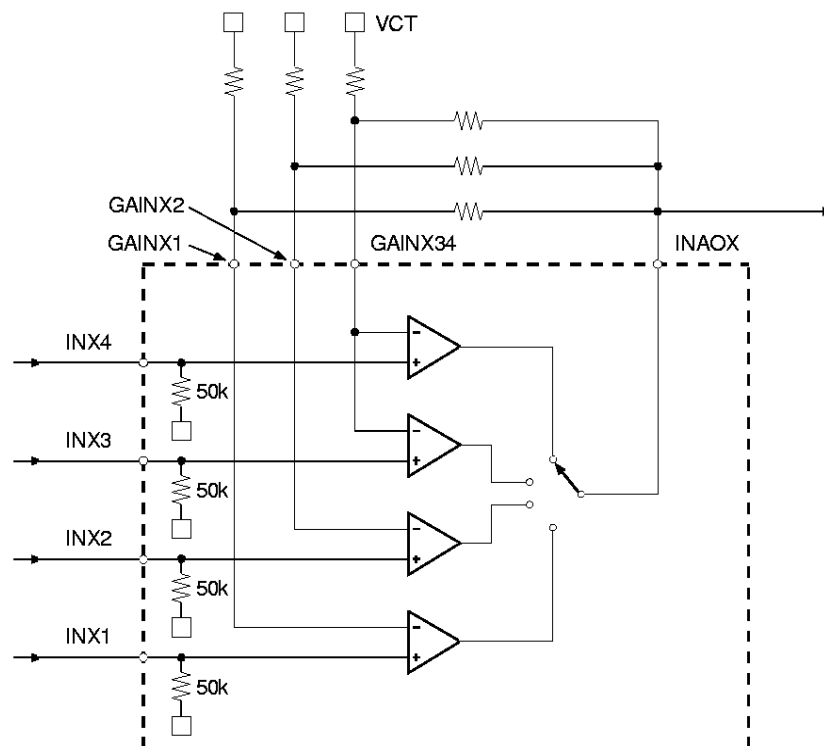 VCT
GAINX2
GAINX1
GAINX34
INAOX
INX4
50k
INX3
50k
INX2
50k
INX1
50k